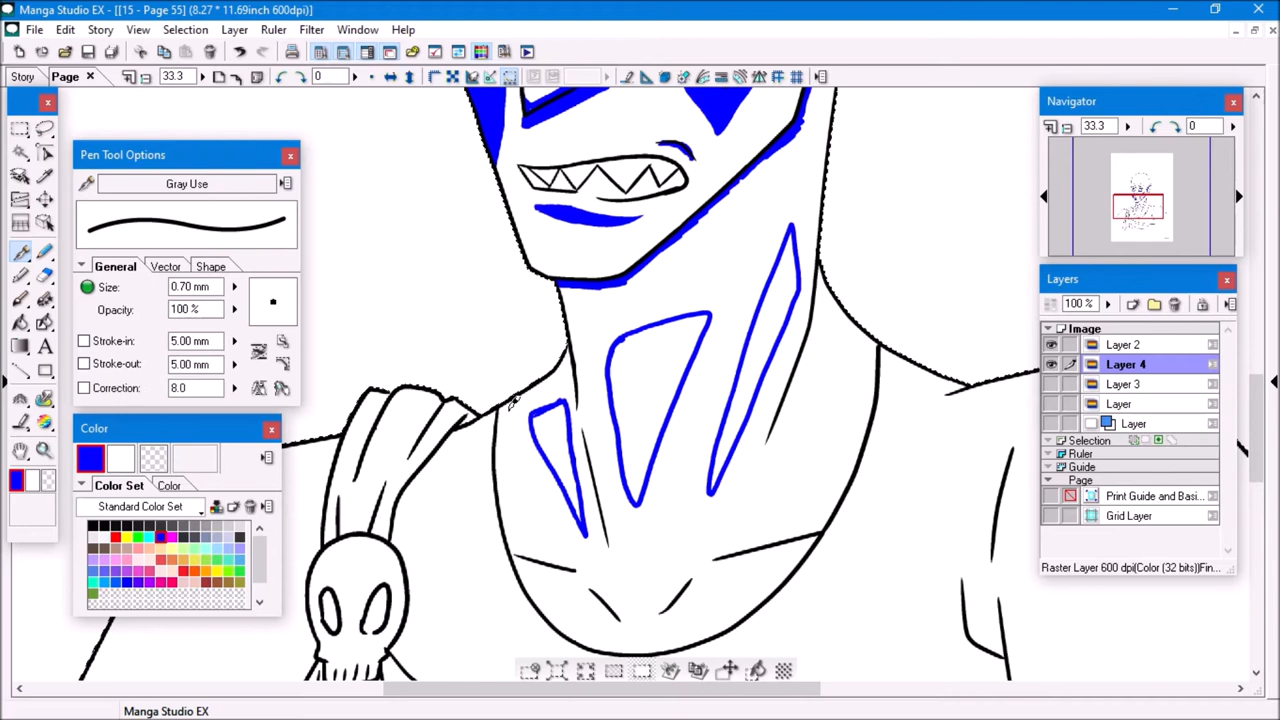 Manga Studio EX - [[15 - Page 55] (8.27 * 11.69inch 600dpi)]
File Edit Story View Selection Layer Ruler Filter Window Help
Story Page 33.3 0
Navigator
33.3 0
Pen Tool Options
Gray Use
General Vector Shape
Size: 0.70 mm
Opacity: 100 %
Stroke-in: 5.00 mm
Stroke-out: 5.00 mm
Correction: 8.0
Color
Color Set Color
Standard Color Set
Layers
100 %
Image
Layer 2
Layer 4
Layer 3
Layer
Layer
Selection
Ruler
Guide
Page
Print Guide and Basi...
Grid Layer
Raster Layer 600 dpi(Color (32 bits))Fin...
Manga Studio EX